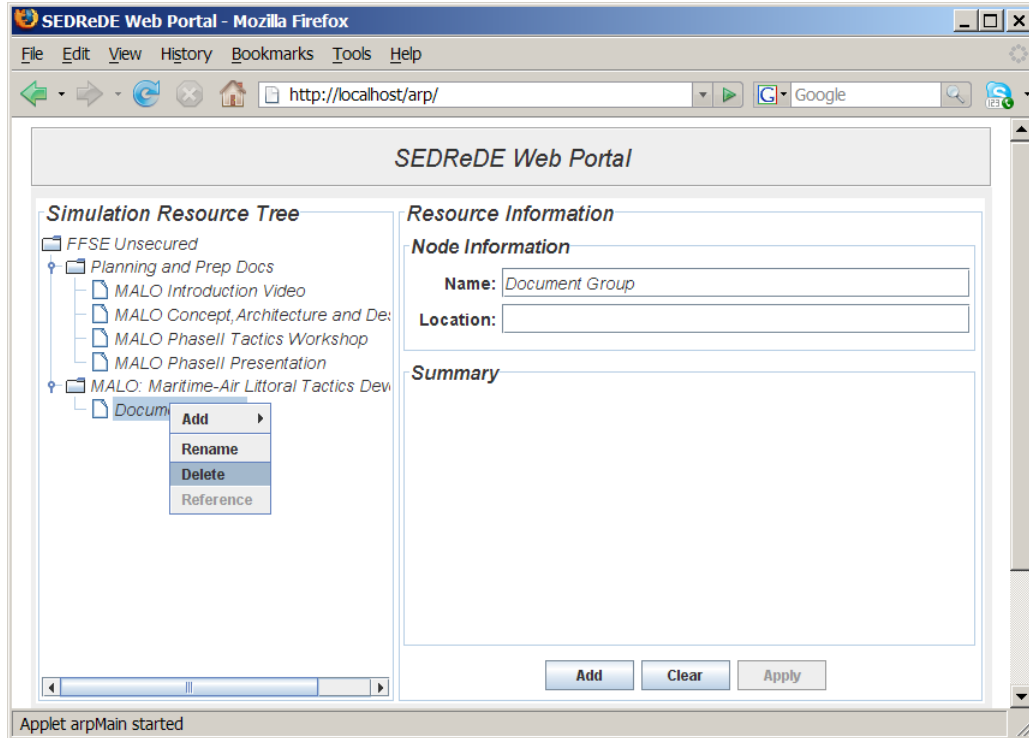 SEDReDE Web Portal - Mozilla Firefox
File Edit View History Bookmarks Tools Help
http://localhost/arp/
G Google
SEDReDE Web Portal
Simulation Resource Tree
FFSE Unsecured
Planning and Prep Docs
MALO Introduction Video
MALO Concept,Architecture and Des
MALO PhaseII Tactics Workshop
MALO PhaseII Presentation
MALO: Maritime-Air Littoral Tactics Deve
Docum
Add
Rename
Delete
Reference
Resource Information
Node Information
Name: Document Group
Location:
Summary
Add Clear Apply
Applet arpMain started